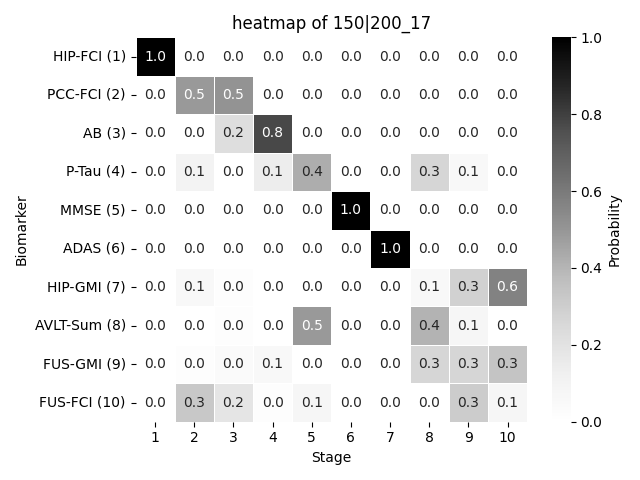 heatmap of 150|200_17
HIP-FCI (1) 1.0 0.0 0.0 0.0 0.0 0.0 0.0 0.0 0.0 0.0
PCC-FCI (2) 0.0 0.5 0.5 0.0 0.0 0.0 0.0 0.0 0.0 0.0
AB (3) 0.0 0.0 0.2 0.8 0.0 0.0 0.0 0.0 0.0 0.0
P-Tau (4) 0.0 0.1 0.0 0.1 0.4 0.0 0.0 0.3 0.1 0.0
MMSE (5) 0.0 0.0 0.0 0.0 0.0 1.0 0.0 0.0 0.0 0.0
ADAS (6) 0.0 0.0 0.0 0.0 0.0 0.0 1.0 0.0 0.0 0.0
HIP-GMI (7) 0.0 0.1 0.0 0.0 0.0 0.0 0.0 0.1 0.3 0.6
AVLT-Sum (8) 0.0 0.0 0.0 0.0 0.5 0.0 0.0 0.4 0.1 0.0
FUS-GMI (9) 0.0 0.0 0.0 0.1 0.0 0.0 0.0 0.3 0.3 0.3
FUS-FCI (10) 0.0 0.3 0.2 0.0 0.1 0.0 0.0 0.0 0.3 0.1
1 2 3 4 5 6 7 8 9 10
Stage
Biomarker
1.0
0.8
0.6
0.4
0.2
0.0
Probability